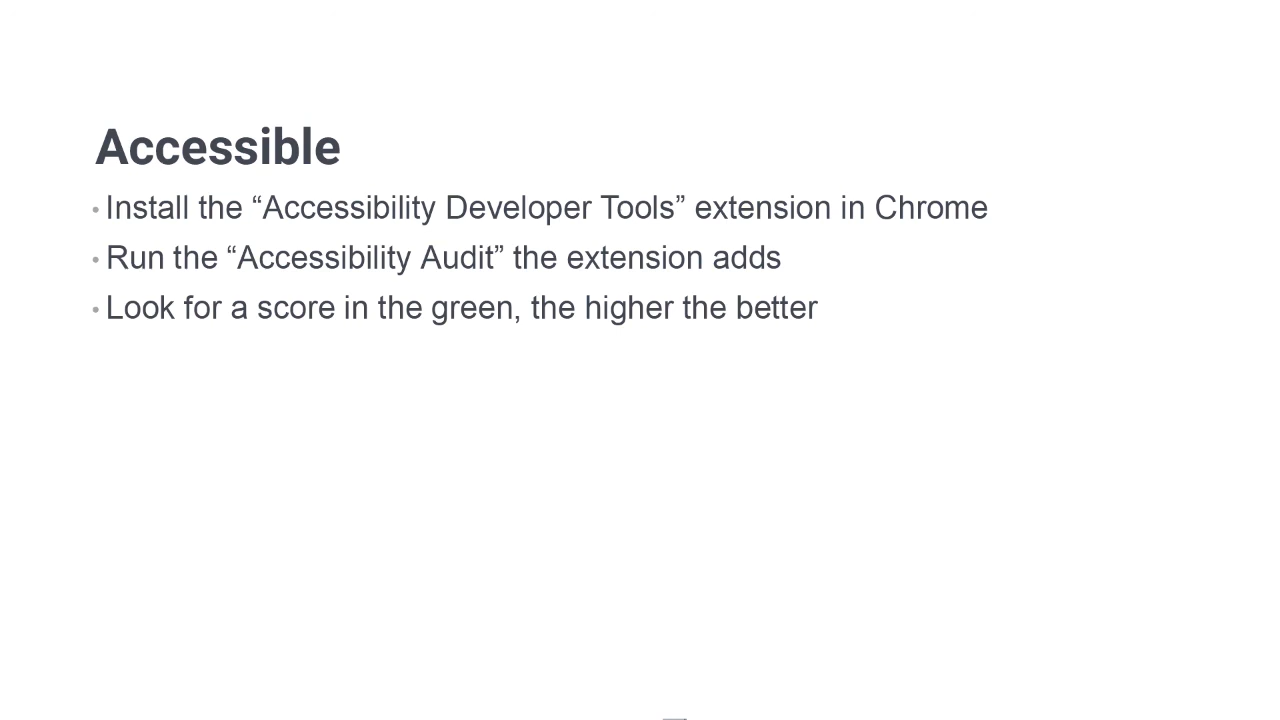 Accessible
• Install the “Accessibility Developer Tools” extension in Chrome
• Run the “Accessibility Audit” the extension adds
• Look for a score in the green, the higher the better